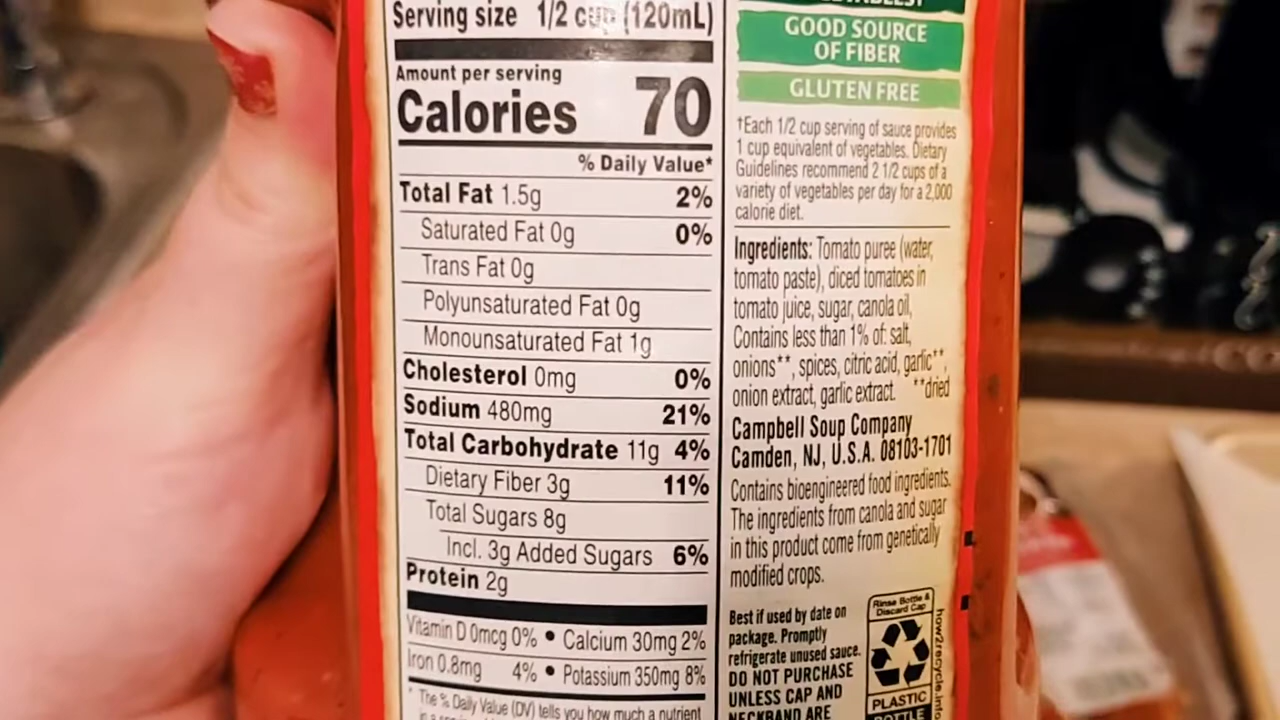 Serving size 1/2 cup (120mL)
Amount per serving
Calories 70
% Daily Value*
Total Fat 1.5g 2%
Saturated Fat 0g 0%
Trans Fat 0g
Polyunsaturated Fat 0g
Monounsaturated Fat 1g
Cholesterol 0mg 0%
Sodium 480mg 21%
Total Carbohydrate 11g 4%
Dietary Fiber 3g 11%
Total Sugars 8g
Incl. 3g Added Sugars 6%
Protein 2g
Vitamin D 0mcg 0% • Calcium 30mg 2%
Iron 0.8mg 4% • Potassium 350mg 8%
* The % Daily Value (DV) tells you how much a nutrient
GOOD SOURCE
OF FIBER
GLUTEN FREE
†Each 1/2 cup serving of sauce provides
1 cup equivalent of vegetables. Dietary
Guidelines recommend 2 1/2 cups of a
variety of vegetables per day for a 2,000
calorie diet.
Ingredients: Tomato puree (water,
tomato paste), diced tomatoes in
tomato juice, sugar, canola oil,
Contains less than 1% of: salt,
onions**, spices, citric acid, garlic**,
onion extract, garlic extract. **dried
Campbell Soup Company
Camden, NJ, U.S.A. 08103-1701
Contains bioengineered food ingredients.
The ingredients from canola and sugar
in this product come from genetically
modified crops.
Best if used by date on
package. Promptly
refrigerate unused sauce.
DO NOT PURCHASE
UNLESS CAP AND
NECKBAND ARE
Rinse Bottle &
Discard Cap
PLASTIC
BOTTLE
how2recycle.info